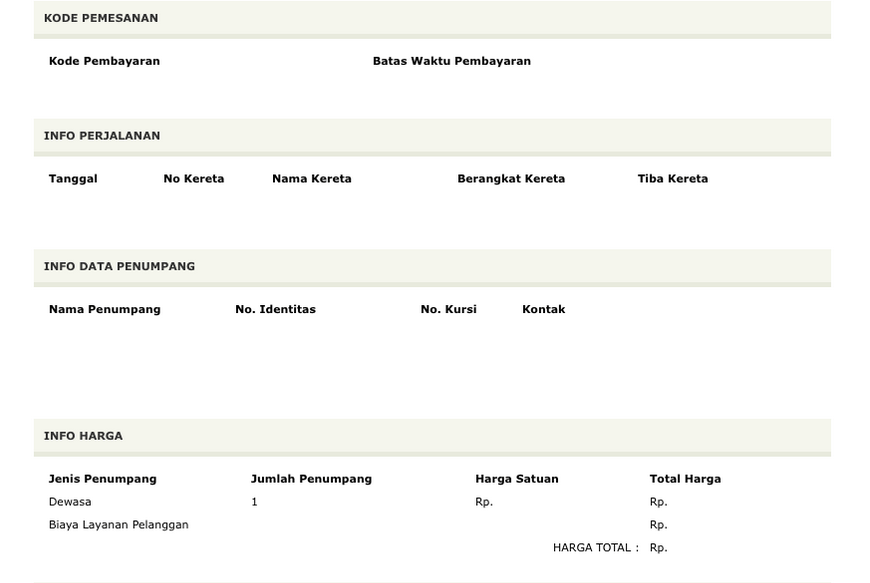 KODE PEMESANAN
Kode Pembayaran Batas Waktu Pembayaran
INFO PERJALANAN
Tanggal No Kereta Nama Kereta Berangkat Kereta Tiba Kereta
INFO DATA PENUMPANG
Nama Penumpang No. Identitas No. Kursi Kontak
INFO HARGA
Jenis Penumpang Jumlah Penumpang Harga Satuan Total Harga
Dewasa 1 Rp. Rp.
Biaya Layanan Pelanggan Rp.
HARGA TOTAL : Rp.